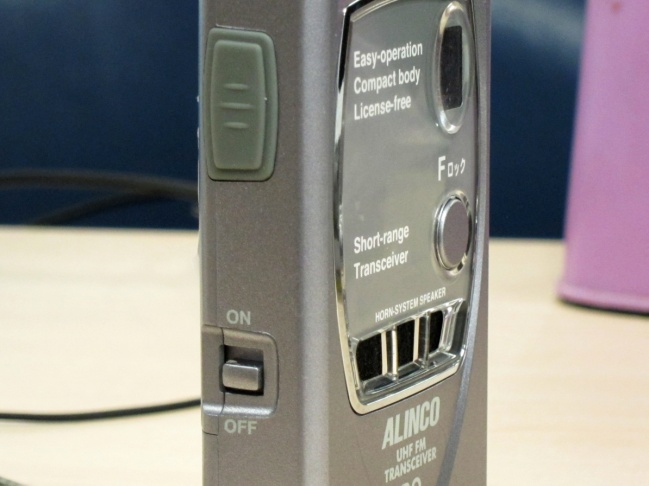 Easy-operation
Compact body
License-free
Fロック
Short-range
Transceiver
HORN-SYSTEM SPEAKER
ON
OFF
ALINCO
UHF FM
TRANSCEIVER